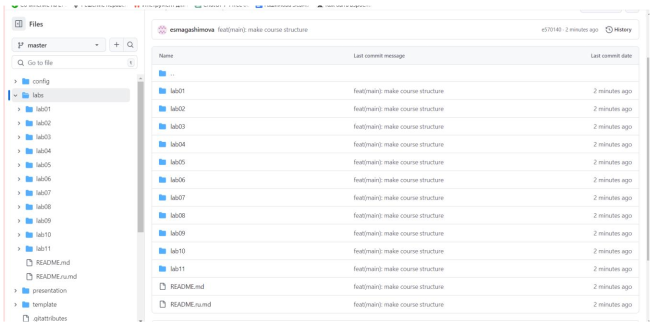 Files
master
Go to file
t
config
labs
lab01
lab02
lab03
lab04
lab05
lab06
lab07
lab08
lab09
lab10
lab11
README.md
README.ru.md
presentation
template
.gitattributes
esmagashimova feat(main): make course structure
e570140 · 2 minutes ago History
Name Last commit message Last commit date
..
lab01 feat(main): make course structure 2 minutes ago
lab02 feat(main): make course structure 2 minutes ago
lab03 feat(main): make course structure 2 minutes ago
lab04 feat(main): make course structure 2 minutes ago
lab05 feat(main): make course structure 2 minutes ago
lab06 feat(main): make course structure 2 minutes ago
lab07 feat(main): make course structure 2 minutes ago
lab08 feat(main): make course structure 2 minutes ago
lab09 feat(main): make course structure 2 minutes ago
lab10 feat(main): make course structure 2 minutes ago
lab11 feat(main): make course structure 2 minutes ago
README.md feat(main): make course structure 2 minutes ago
README.ru.md feat(main): make course structure 2 minutes ago